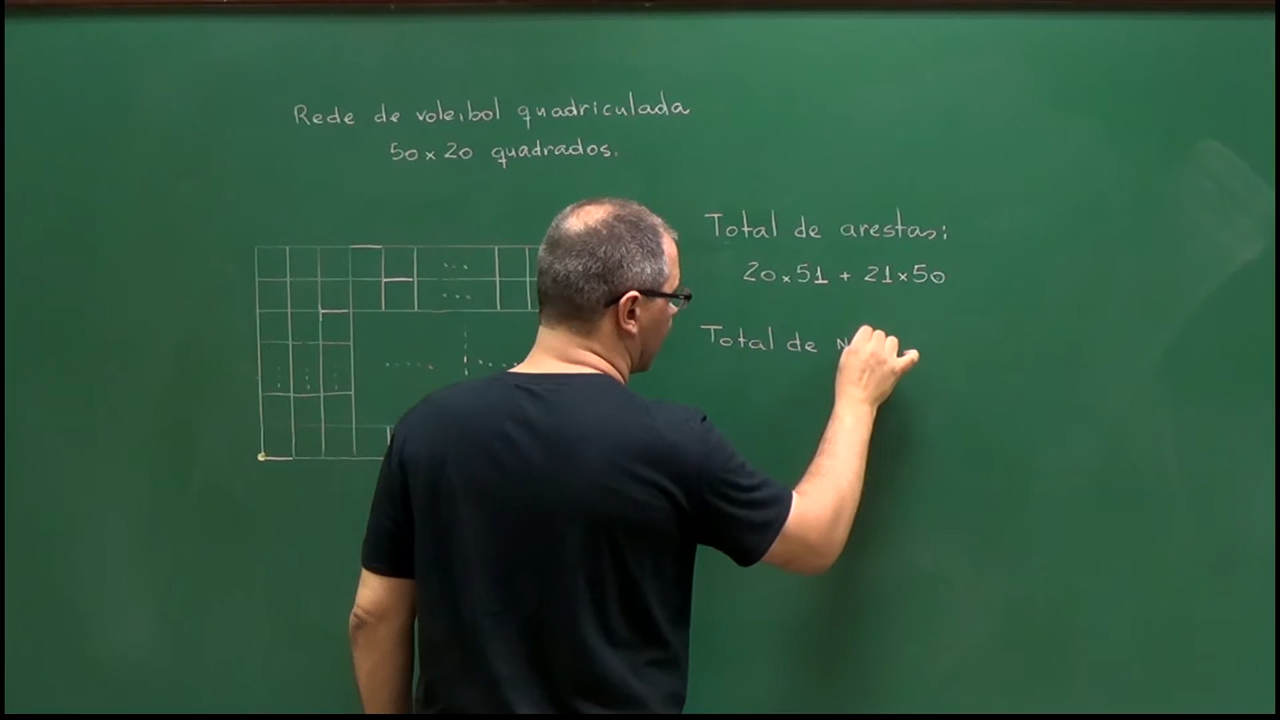 Rede de voleibol quadriculada
50 x 20 quadrados.
Total de arestas:
20 x 51 + 21 x 50
Total de